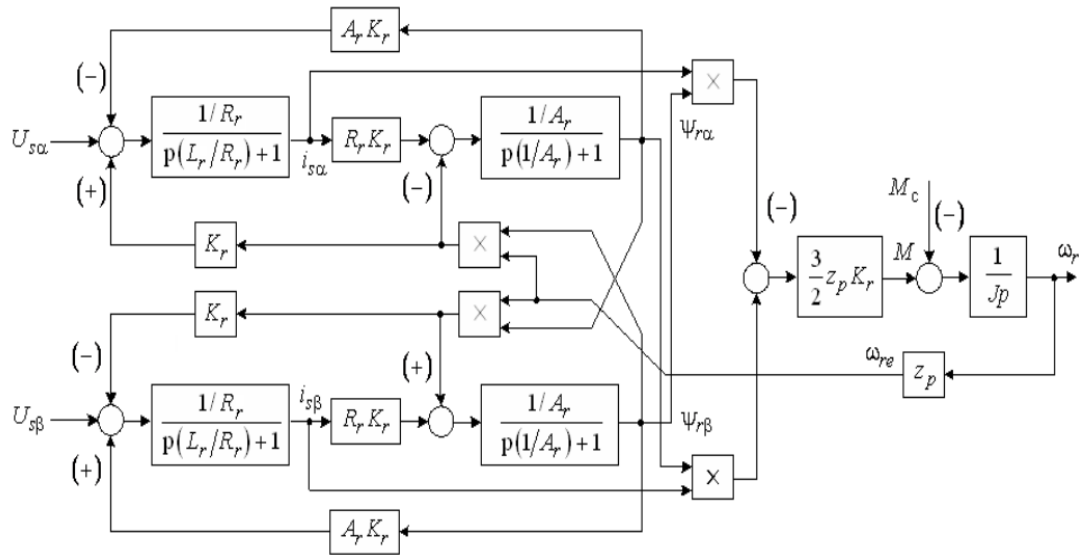 A_r K_r
(-)
U_sα
1/R_r
p(L_r/R_r)+1
i_sα
R_r K_r
1/A_r
p(1/A_r)+1
×
Ψ_rα
(+)
(-)
K_r
×
(-)
M_c
(-)
3/2 z_p K_r
M
1
Jp
ω_r
K_r
×
(-)
(+)
ω_re
z_p
U_sβ
1/R_r
p(L_r/R_r)+1
i_sβ
R_r K_r
1/A_r
p(1/A_r)+1
Ψ_rβ
(+)
×
A_r K_r